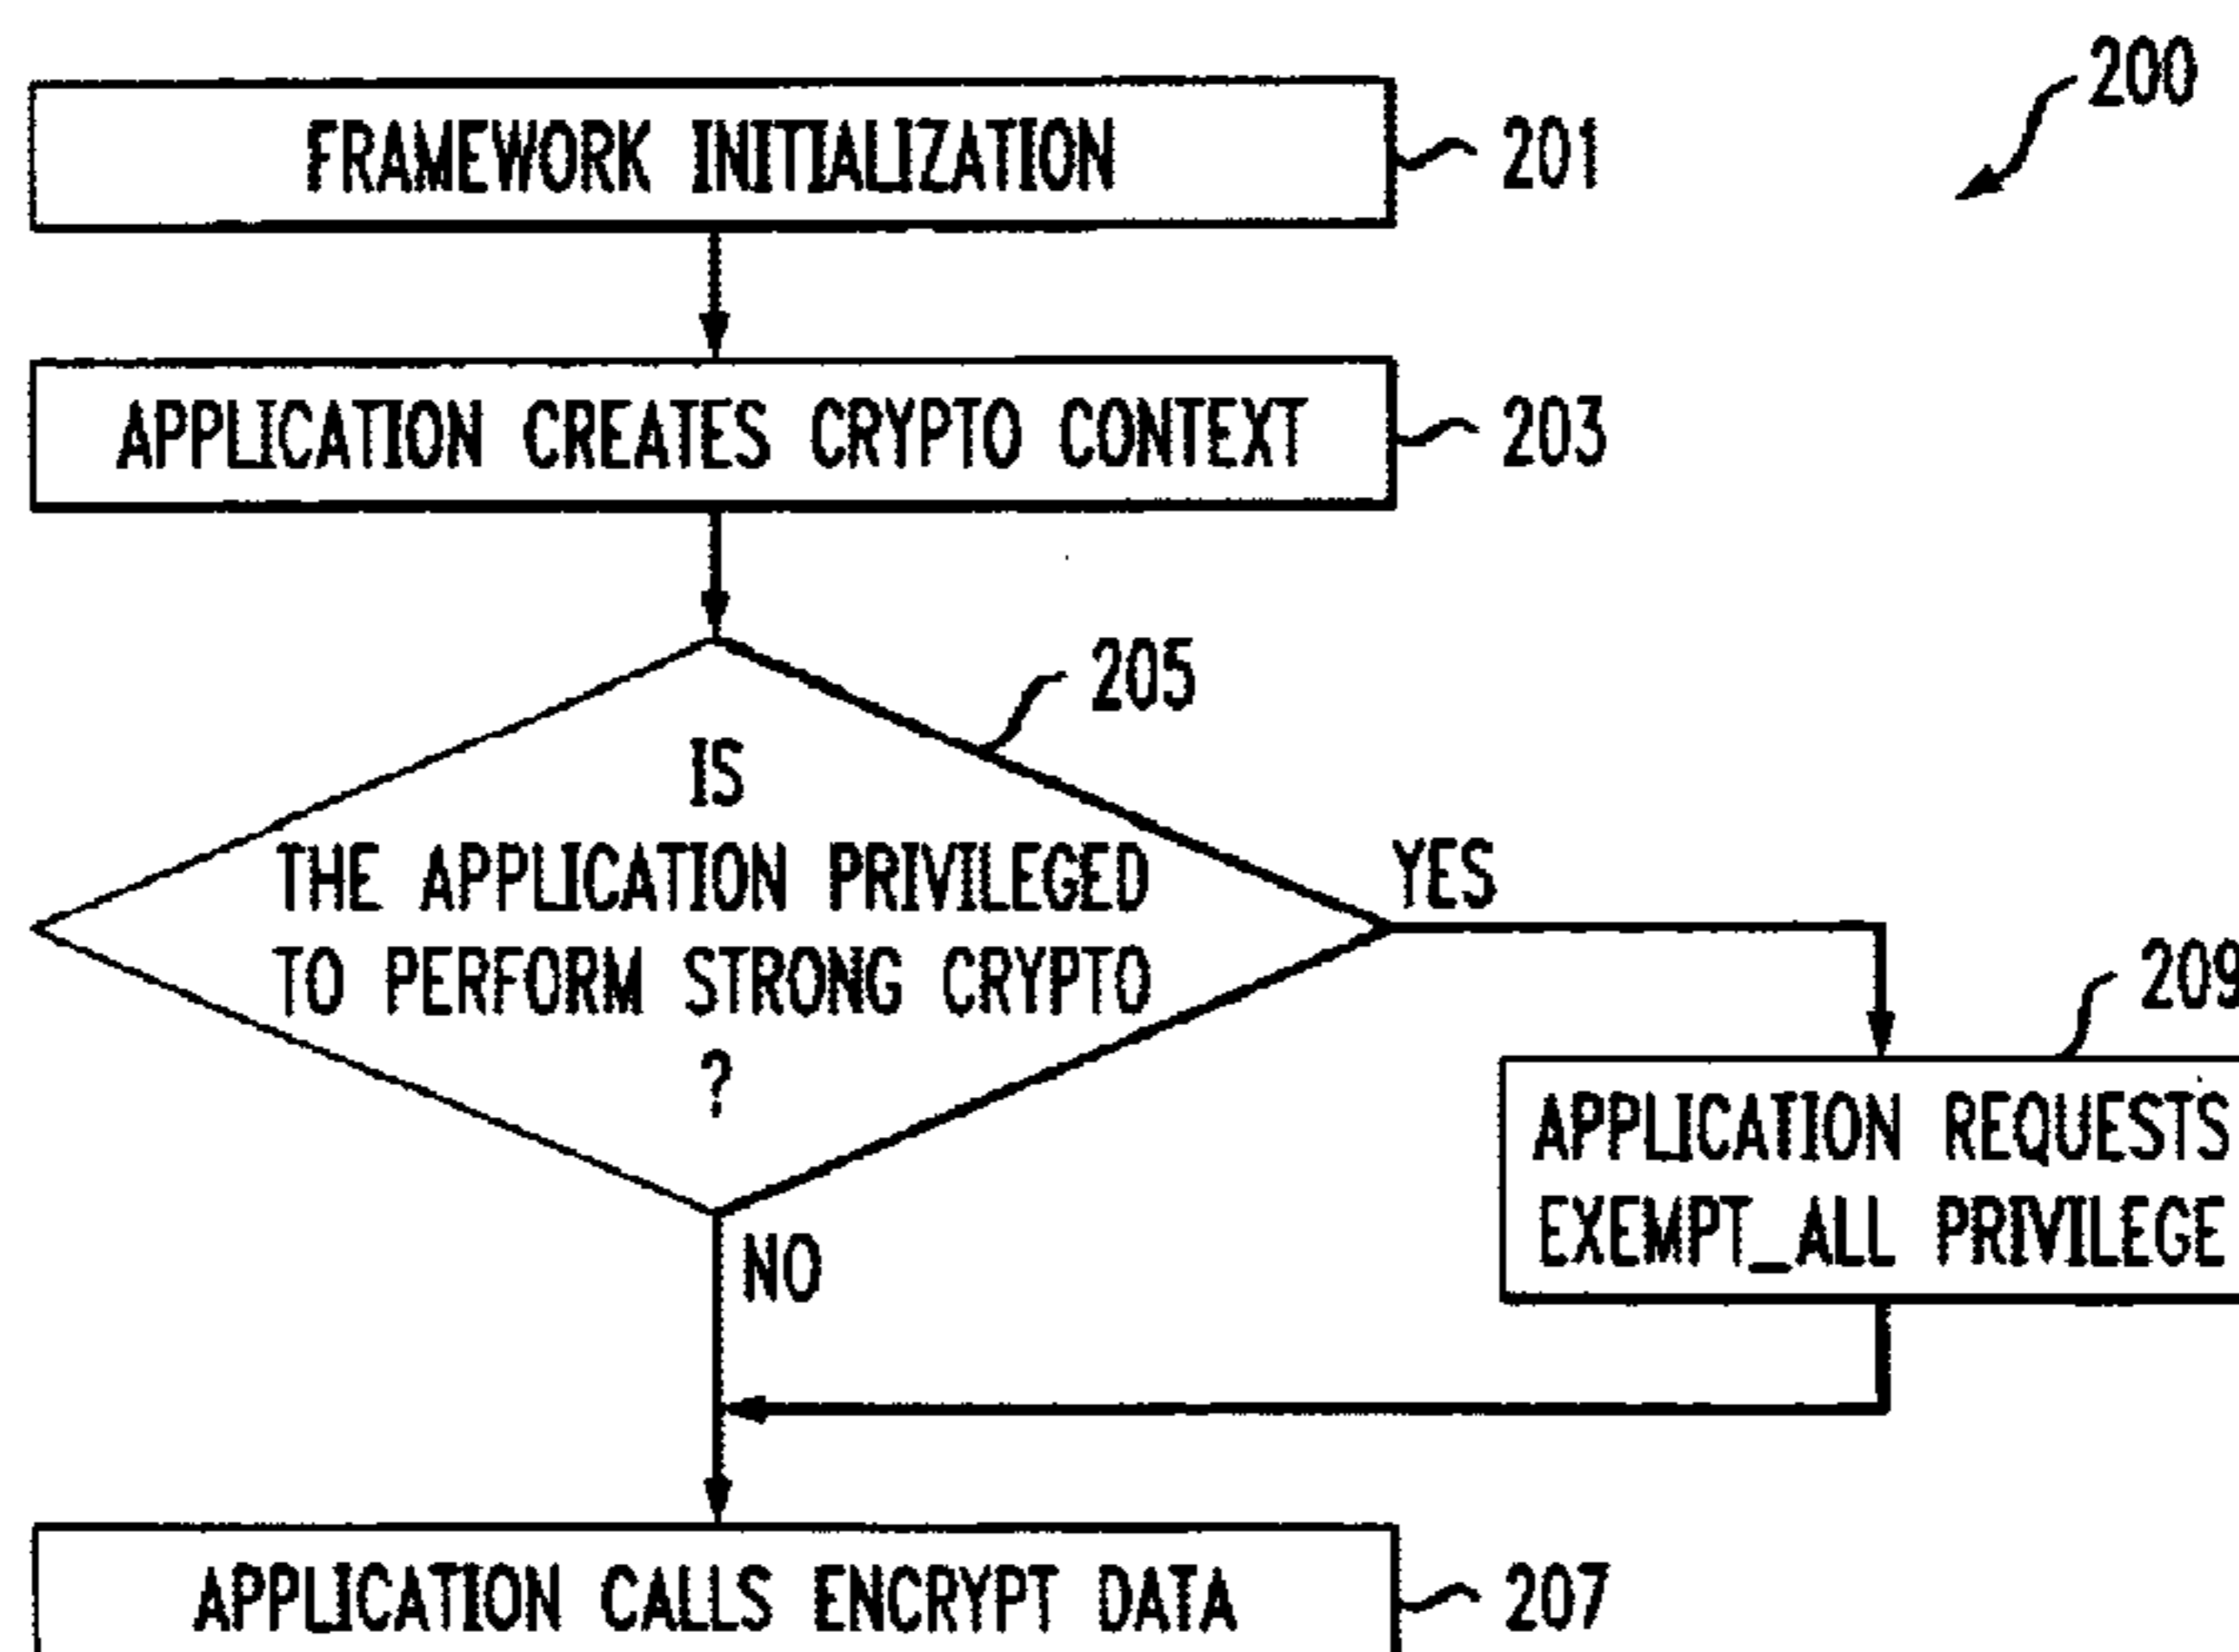 200
FRAMEWORK INITIALIZATION
201
APPLICATION CREATES CRYPTO CONTEXT
203
205
IS
THE APPLICATION PRIVILEGED
TO PERFORM STRONG CRYPTO
?
YES
209
APPLICATION REQUESTS
EXEMPT_ALL PRIVILEGE
NO
APPLICATION CALLS ENCRYPT DATA
207